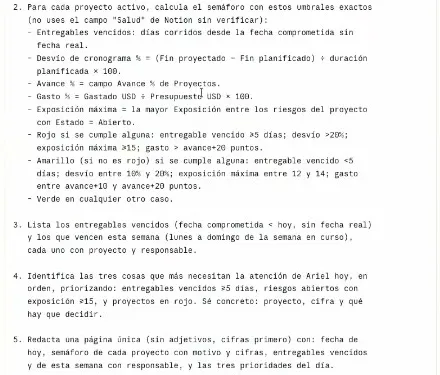 2. Para cada proyecto activo, calcula el semáforo con estos umbrales exactos
(no uses el campo "Salud" de Notion sin verificar):
- Entregables vencidos: días corridos desde la fecha comprometida sin
fecha real.
- Desvío de cronograma % = (Fin proyectado - Fin planificado) ÷ duración
planificada × 100.
- Avance % = campo Avance % de Proyectos.
- Gasto % = Gastado USD ÷ Presupuesto USD × 100.
- Exposición máxima = la mayor Exposición entre los riesgos del proyecto
con Estado = Abierto.
- Rojo si se cumple alguna: entregable vencido ≥5 días; desvío >20%;
exposición máxima ≥15; gasto > avance+20 puntos.
- Amarillo (si no es rojo) si se cumple alguna: entregable vencido <5
días; desvío entre 10% y 20%; exposición máxima entre 12 y 14; gasto
entre avance+10 y avance+20 puntos.
- Verde en cualquier otro caso.
3. Lista los entregables vencidos (fecha comprometida < hoy, sin fecha real)
y los que vencen esta semana (lunes a domingo de la semana en curso),
cada uno con proyecto y responsable.
4. Identifica las tres cosas que más necesitan la atención de Ariel hoy, en
orden, priorizando: entregables vencidos ≥5 días, riesgos abiertos con
exposición ≥15, y proyectos en rojo. Sé concreto: proyecto, cifra y qué
hay que decidir.
5. Redacta una página única (sin adjetivos, cifras primero) con: fecha de
hoy, semáforo de cada proyecto con motivo y cifras, entregables vencidos
y de esta semana con responsable, y las tres prioridades del día.